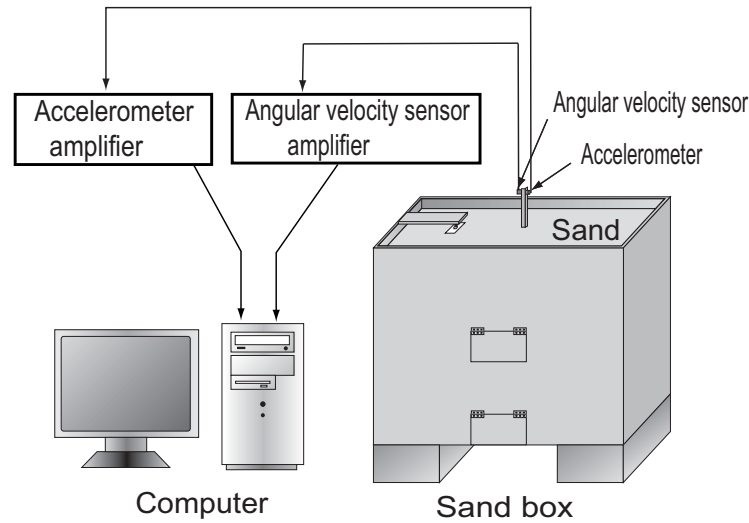 Accelerometer
amplifier
Angular velocity sensor
amplifier
Angular velocity sensor
Accelerometer
Sand
Computer
Sand box